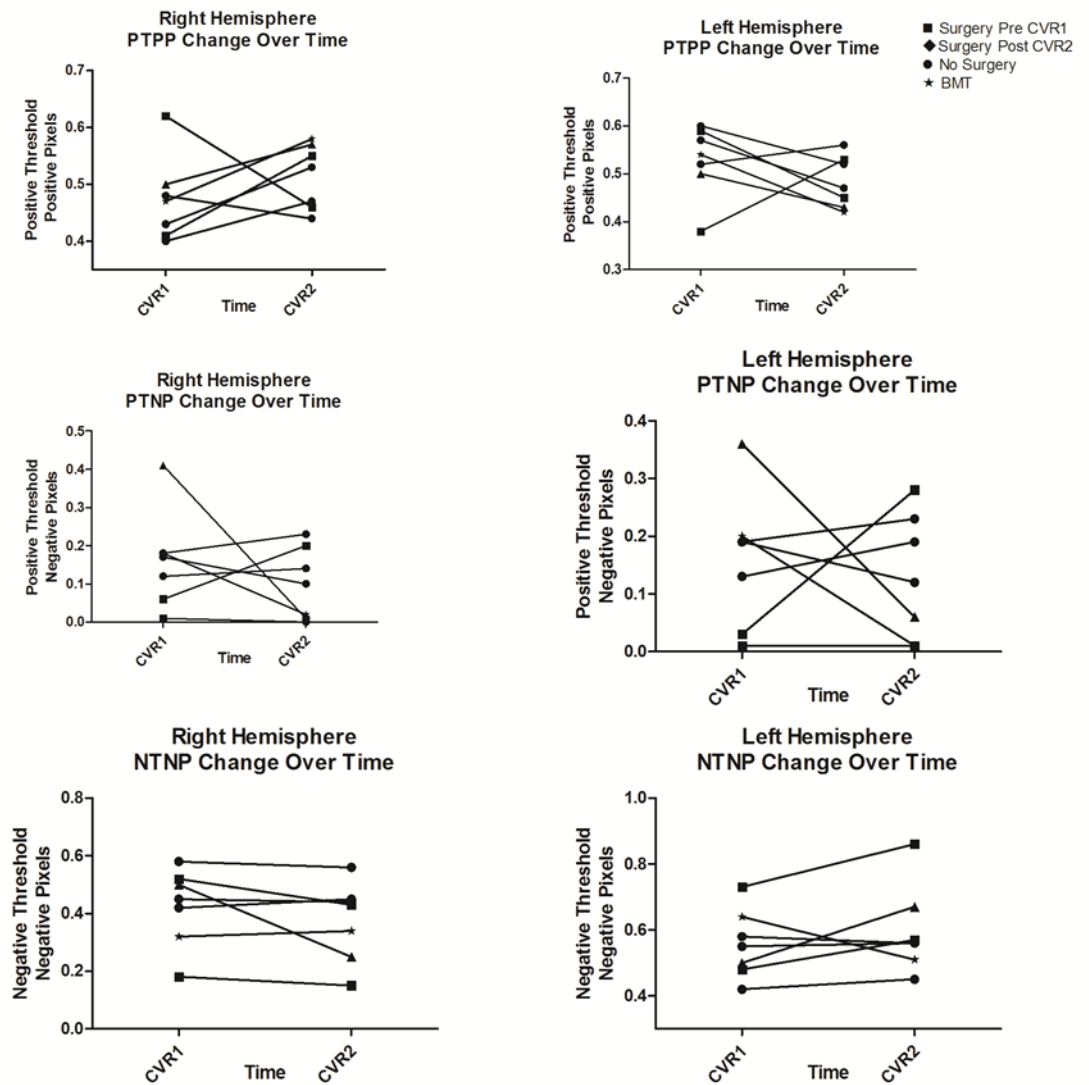 Right Hemisphere
PTPP Change Over Time
Positive Threshold
Positive Pixels
0.7
0.6
0.5
0.4
CVR1
Time
CVR2
Left Hemisphere
PTPP Change Over Time
Positive Threshold
Positive Pixels
0.7
0.6
0.5
0.4
0.3
CVR1
Time
CVR2
Surgery Pre CVR1
Surgery Post CVR2
No Surgery
BMT
Right Hemisphere
PTNP Change Over Time
Positive Threshold
Negative Pixels
0.5
0.4
0.3
0.2
0.1
0.0
CVR1
Time
CVR2
Left Hemisphere
PTNP Change Over Time
Positive Threshold
Negative Pixels
0.4
0.3
0.2
0.1
0.0
CVR1
Time
CVR2
Right Hemisphere
NTNP Change Over Time
Negative Threshold
Negative Pixels
0.8
0.6
0.4
0.2
0.0
CVR1
Time
CVR2
Left Hemisphere
NTNP Change Over Time
Negative Threshold
Negative Pixels
1.0
0.8
0.6
0.4
CVR1
Time
CVR2